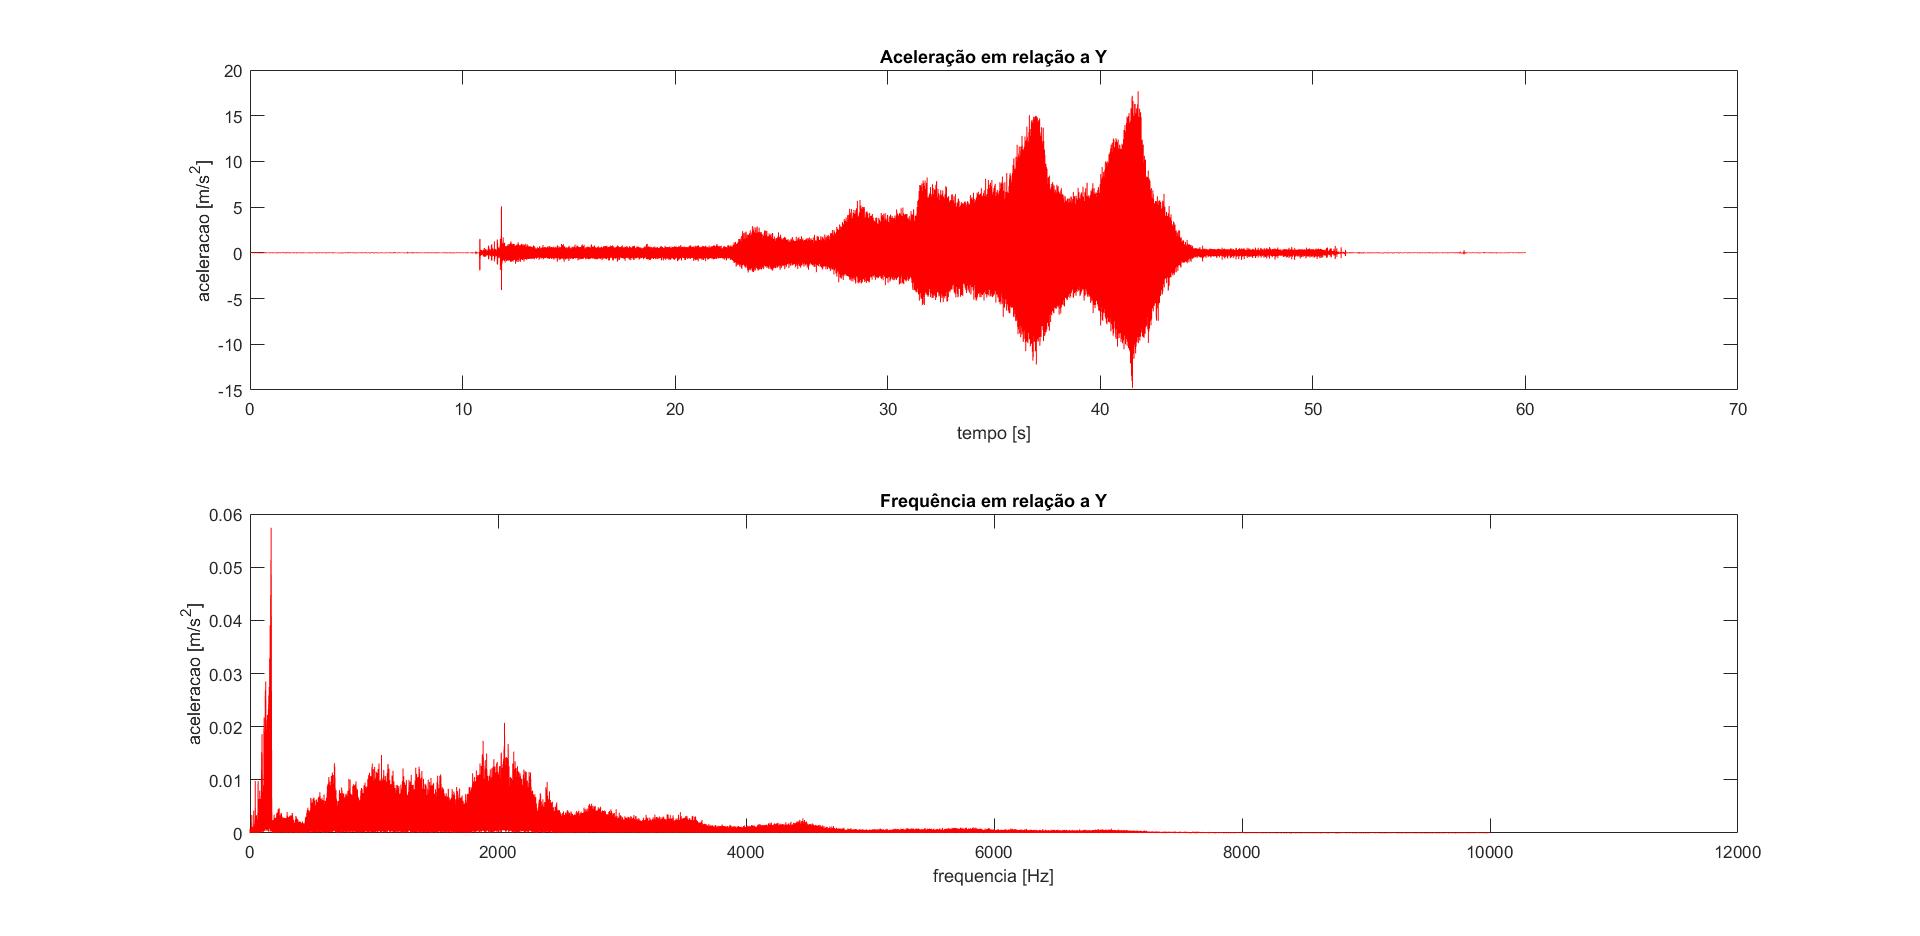 Aceleração em relação a Y
20
15
10
5
0
-5
-10
-15
aceleracao [m/s^2]
0 10 20 30 40 50 60 70
tempo [s]
Frequência em relação a Y
0.06
0.05
0.04
0.03
0.02
0.01
0
aceleracao [m/s^2]
0 2000 4000 6000 8000 10000 12000
frequencia [Hz]